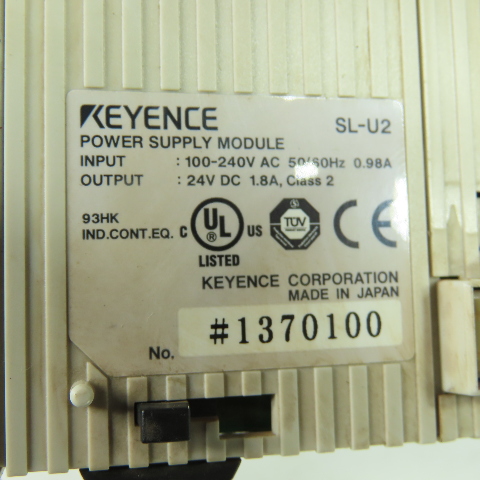 KEYENCE SL-U2
POWER SUPPLY MODULE
INPUT : 100-240V AC 50/60Hz 0.98A
OUTPUT : 24V DC 1.8A, Class 2
93HK
IND.CONT.EQ. C UL US TÜV CE
LISTED
KEYENCE CORPORATION
MADE IN JAPAN
No. #1370100